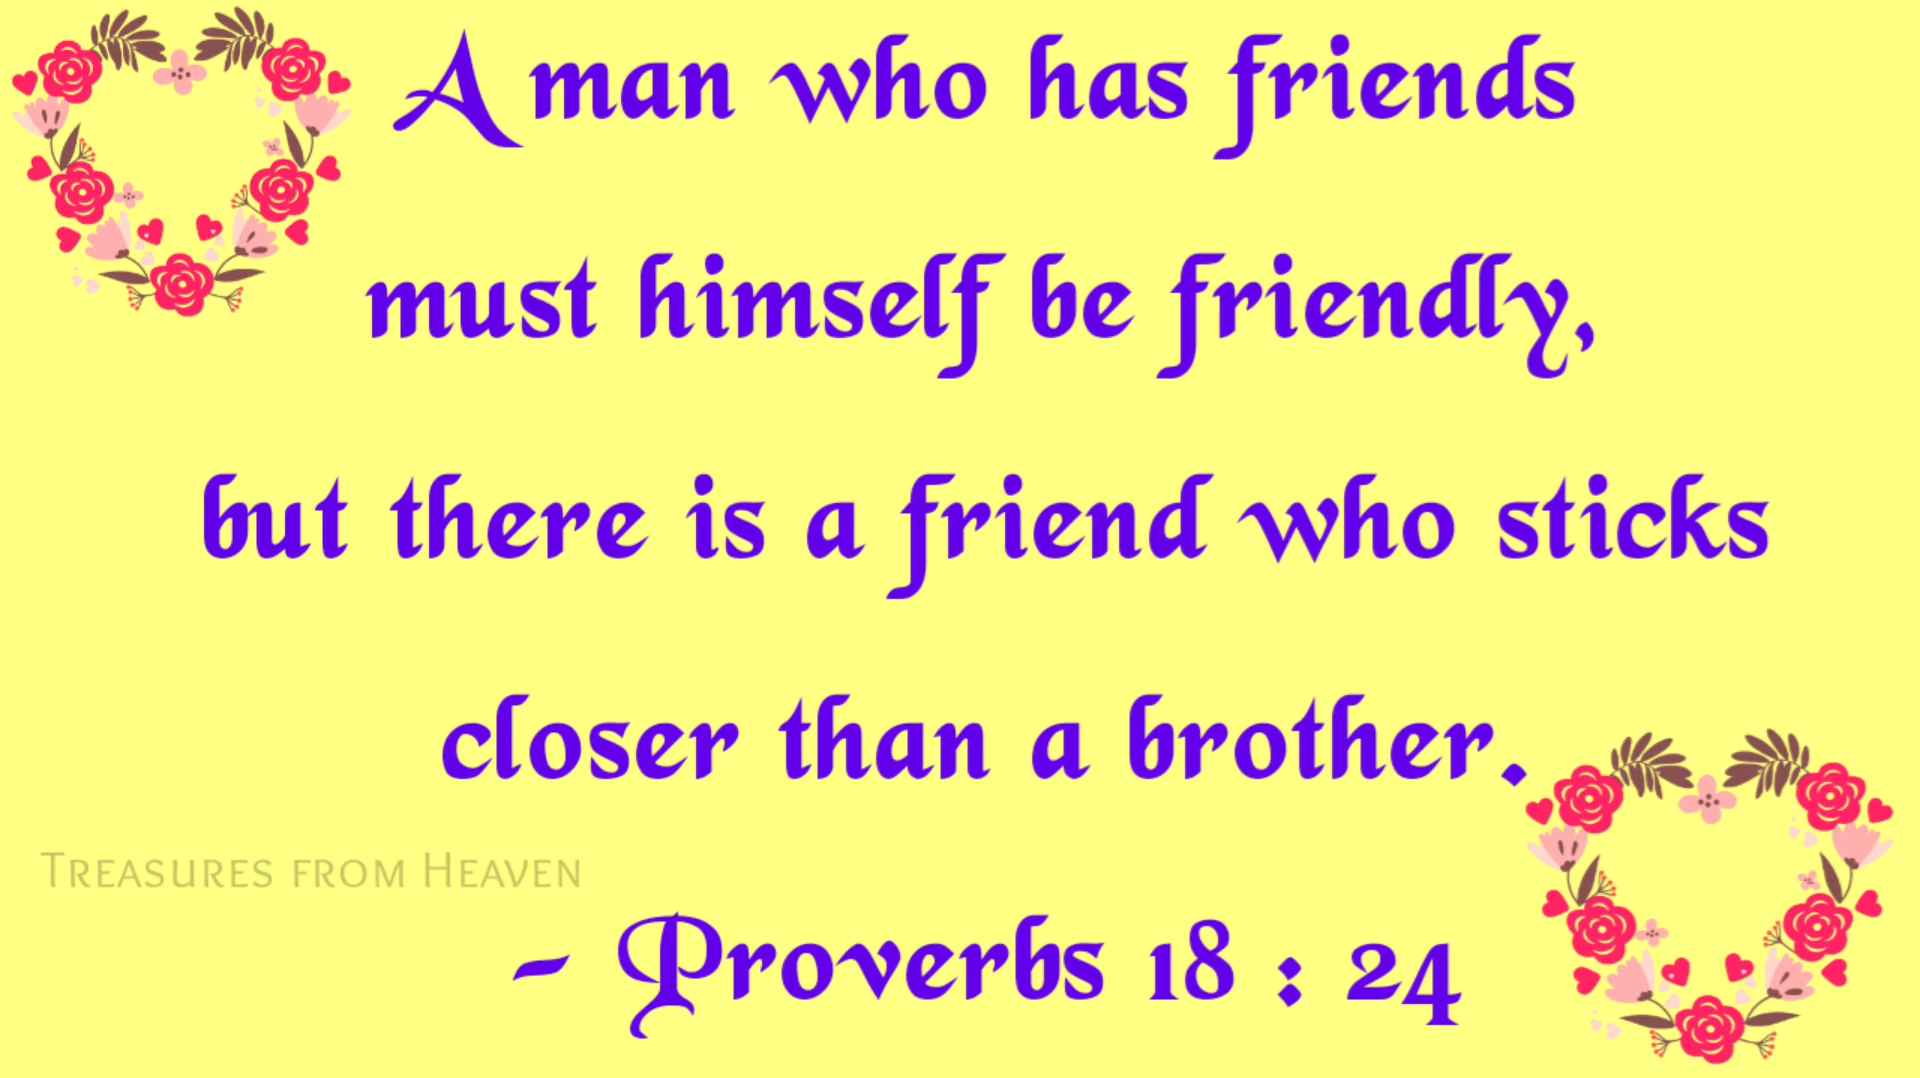 A man who has friends
must himself be friendly,
but there is a friend who sticks
closer than a brother.
Treasures from Heaven
~ Proverbs 18 : 24